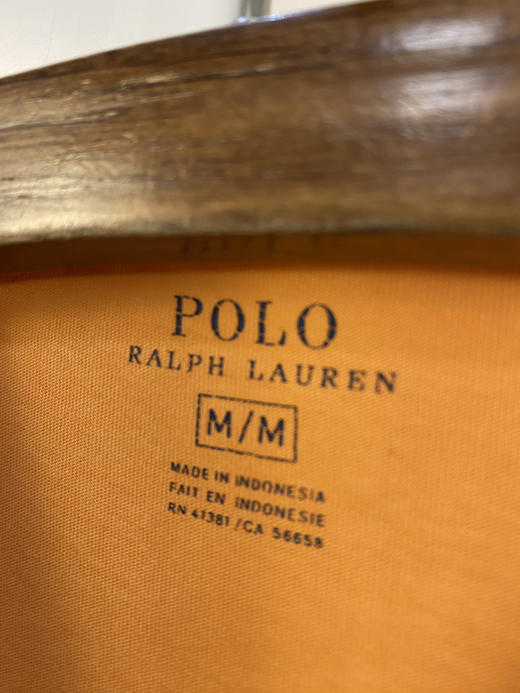 POLO
RALPH LAUREN
M/M
MADE IN INDONESIA
FAIT EN INDONESIE
RN 41381 /CA 56658